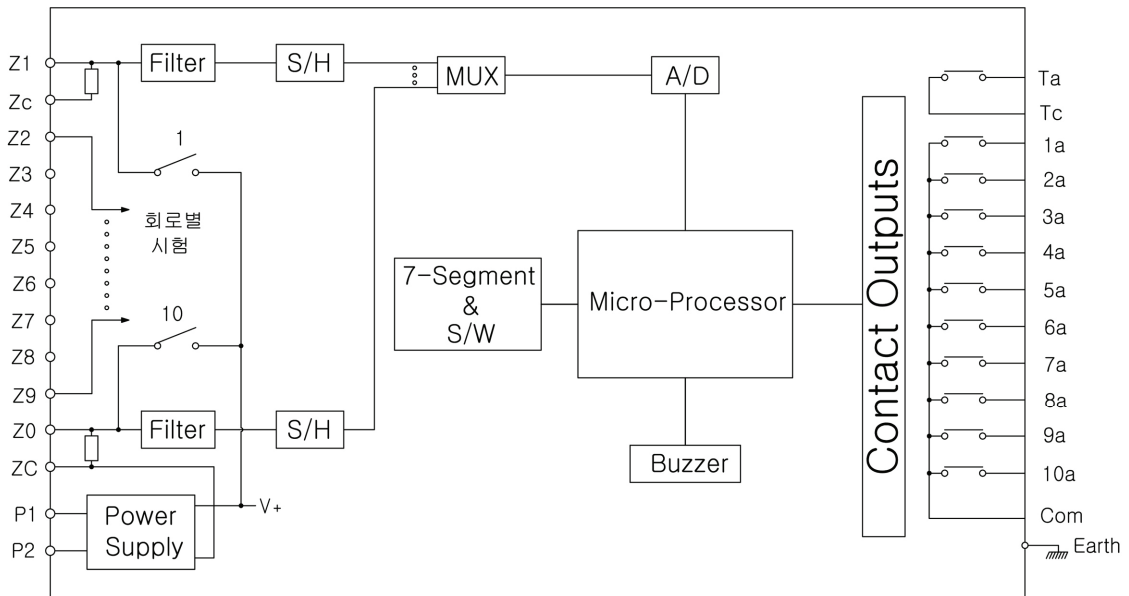 Z1
Zc
Z2
Z3
Z4
Z5
Z6
Z7
Z8
Z9
Z0
ZC
P1
P2
Filter
S/H
MUX
A/D
1
회로별
시험
10
Filter
S/H
Power
Supply
V+
7-Segment
&
S/W
Micro-Processor
Buzzer
Contact Outputs
Ta
Tc
1a
2a
3a
4a
5a
6a
7a
8a
9a
10a
Com
Earth